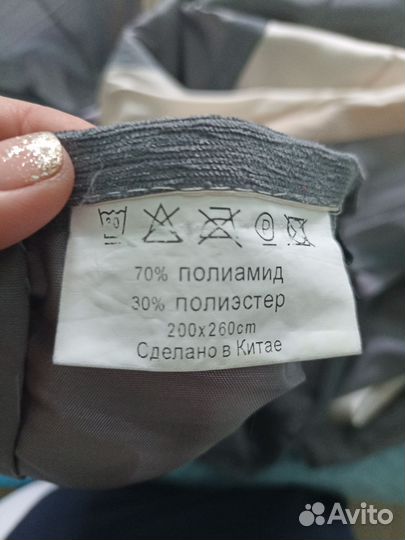 P
70% полиамид
30% полиэстер
200x260cm
Сделано в Китае
Avito